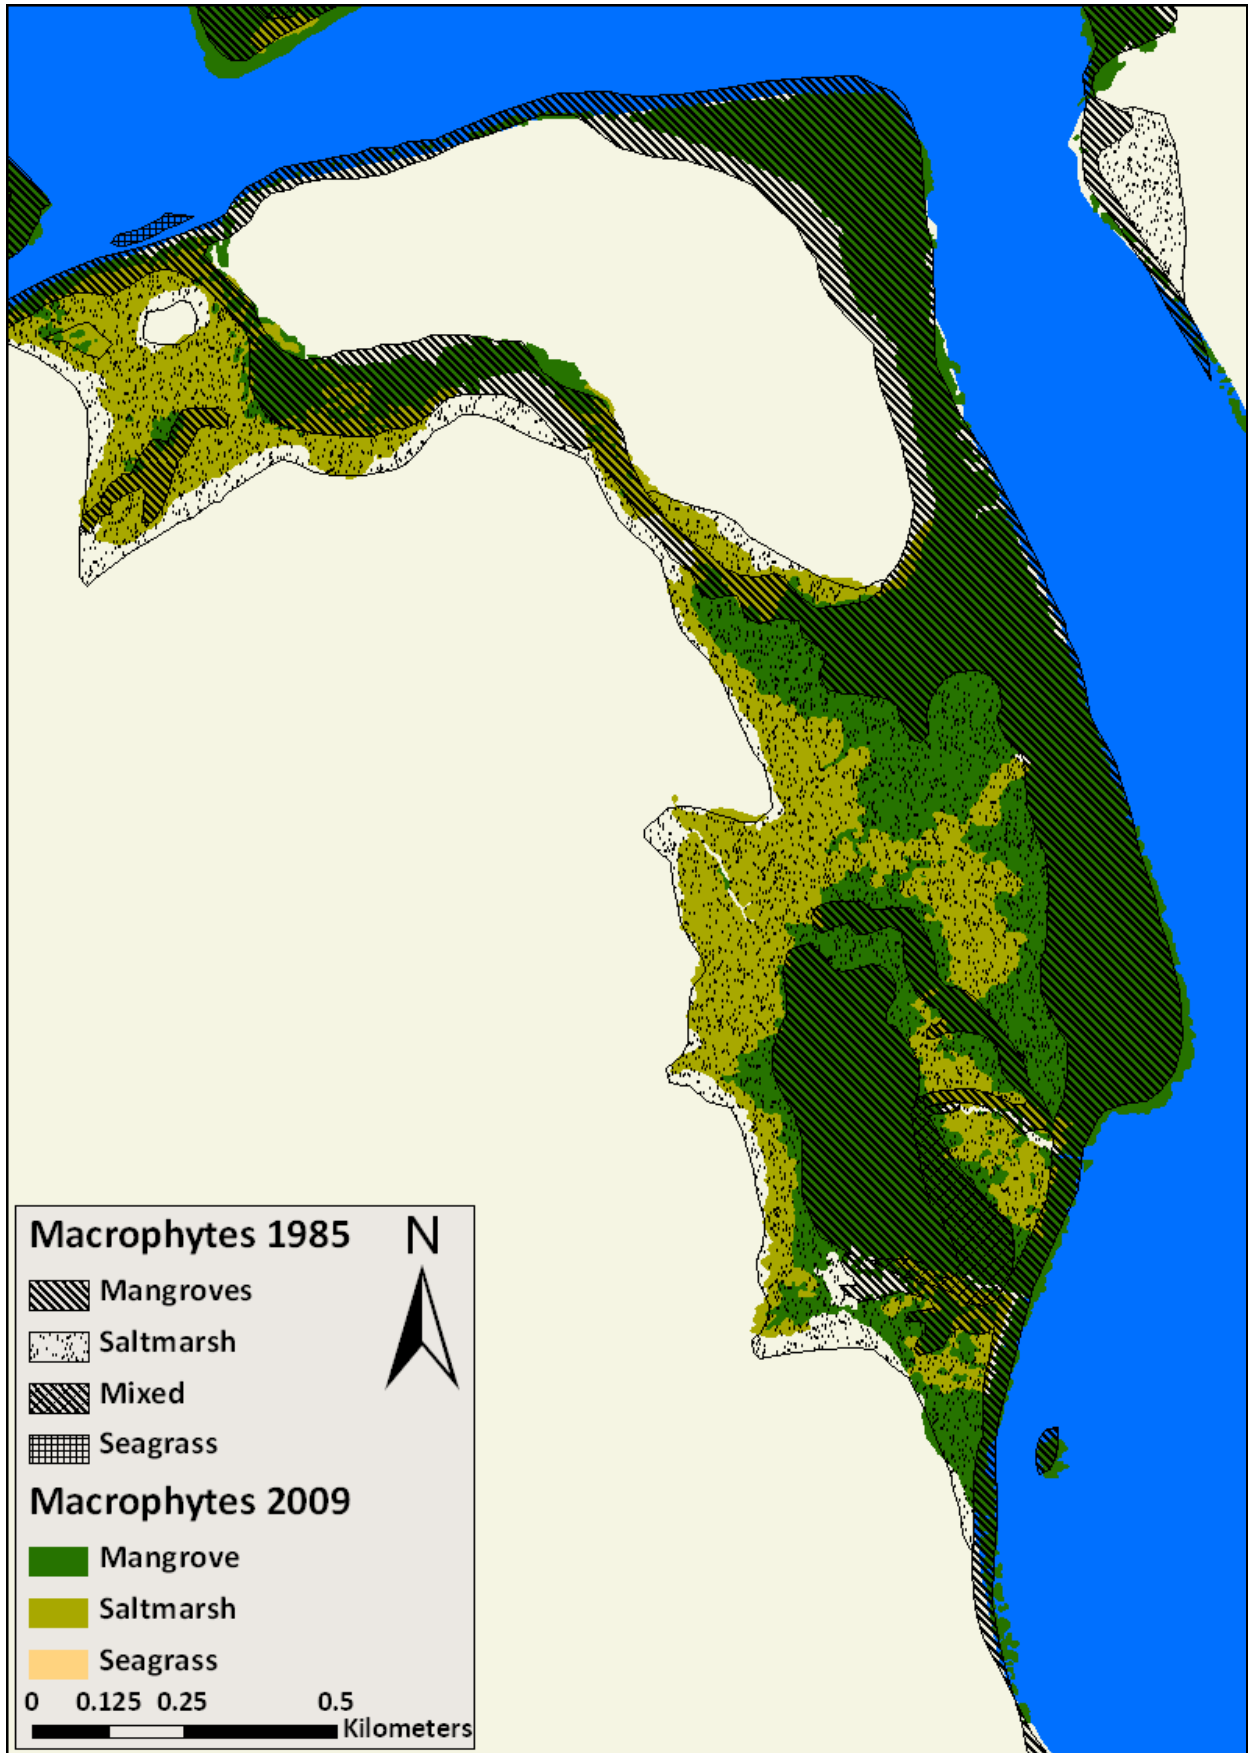 Macrophytes 1985
N
Mangroves
Saltmarsh
Mixed
Seagrass
Macrophytes 2009
Mangrove
Saltmarsh
Seagrass
0 0.125 0.25 0.5
Kilometers